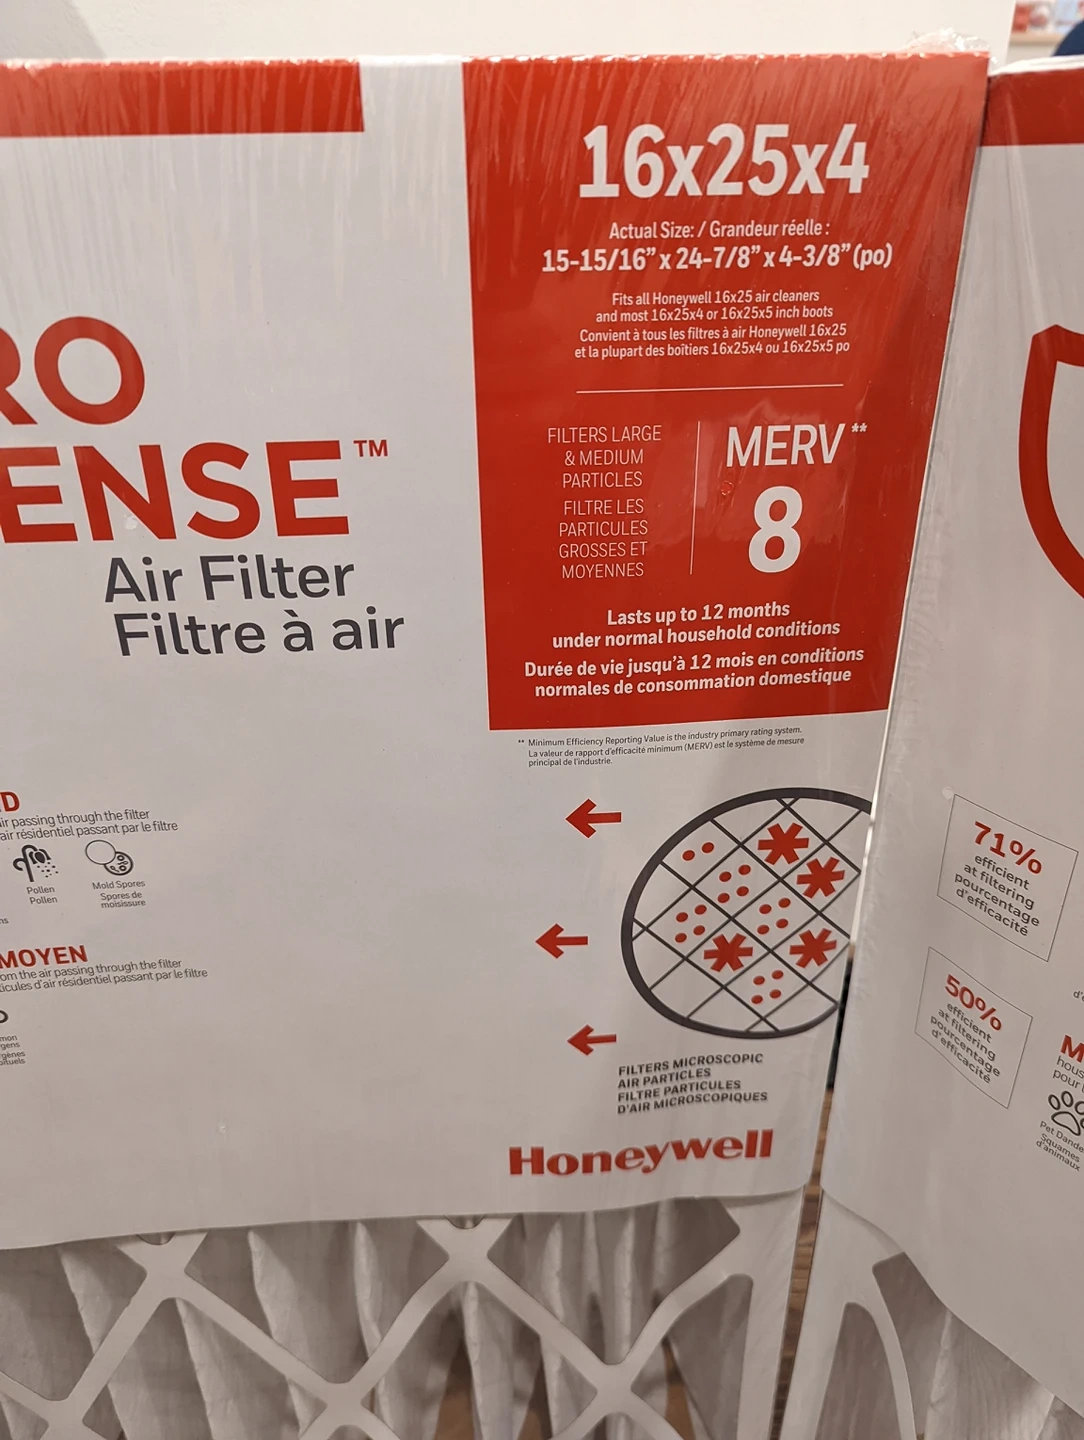 RO
ENSE™
Air Filter
Filtre à air
16x25x4
Actual Size: / Grandeur réelle :
15-15/16” x 24-7/8” x 4-3/8” (po)
Fits all Honeywell 16x25 air cleaners
and most 16x25x4 or 16x25x5 inch boots
Convient à tous les filtres à air Honeywell 16x25
et la plupart des boîtiers 16x25x4 ou 16x25x5 po
FILTERS LARGE
& MEDIUM
PARTICLES
FILTRE LES
PARTICULES
GROSSES ET
MOYENNES
MERV**
8
Lasts up to 12 months
under normal household conditions
Durée de vie jusqu'à 12 mois en conditions
normales de consommation domestique
** Minimum Efficiency Reporting Value is the industry primary rating system.
La valeur de rapport d'efficacité minimum (MERV) est le système de mesure
principal de l'industrie.
D
air passing through the filter
air résidentiel passant par le filtre
Pollen
Pollen
Mold Spores
Spores de
moisissure
MOYEN
om the air passing through the filter
icules d'air résidentiel passant par le filtre
FILTERS MICROSCOPIC
AIR PARTICLES
FILTRE PARTICULES
D'AIR MICROSCOPIQUES
Honeywell
71%
efficient
at filtering
pourcentage
d'efficacité
50%
efficient
at filtering
pourcentage
d'efficacité
M
hous
pour
Pet Dande
Squames
d'animaux